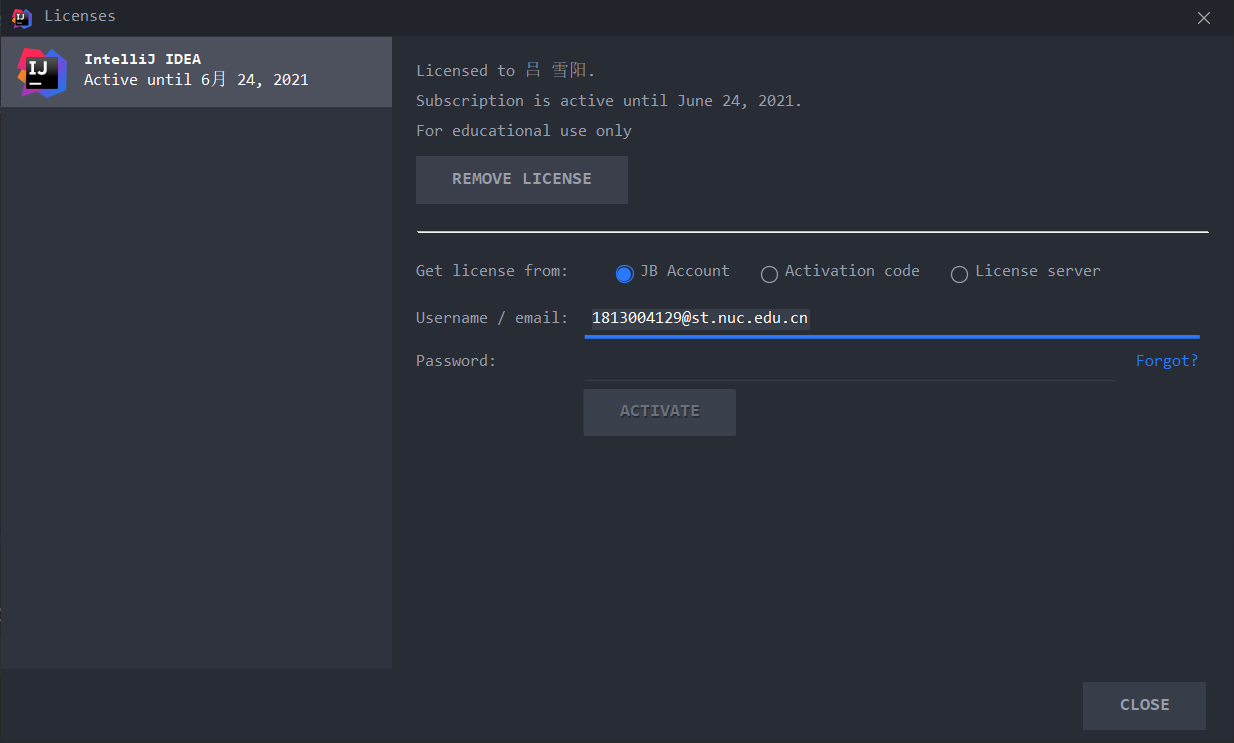 Licenses
IntelliJ IDEA
Active until 6月 24, 2021
Licensed to 吕 雪阳.
Subscription is active until June 24, 2021.
For educational use only
REMOVE LICENSE
Get license from: JB Account Activation code License server
Username / email: 1813004129@st.nuc.edu.cn
Password: Forgot?
ACTIVATE
CLOSE